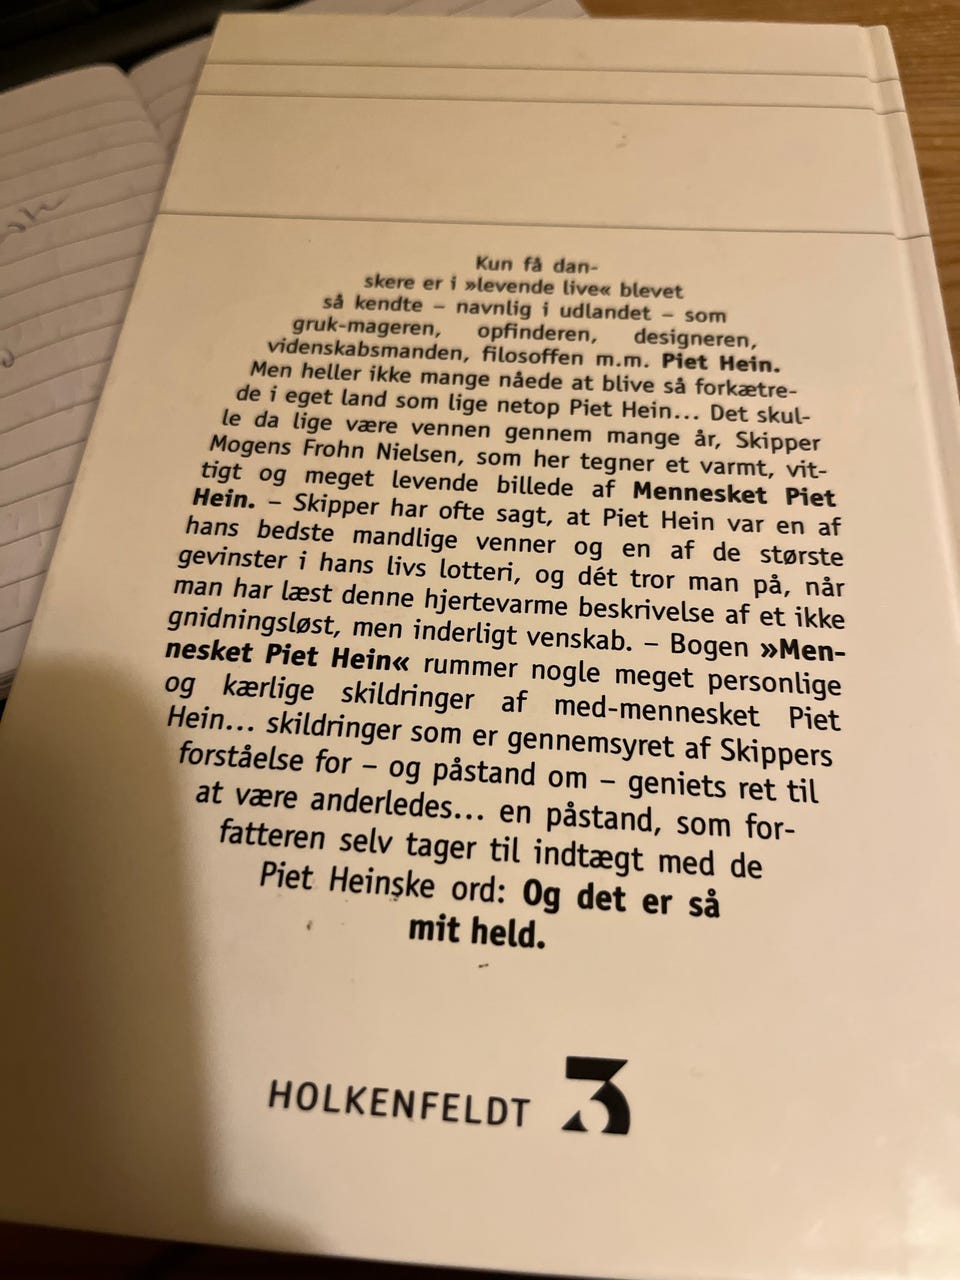 Kun få dan-
skere er i »levende live« blevet
så kendte – navnlig i udlandet – som
gruk-mageren, opfinderen, designeren,
videnskabsmanden, filosoffen m.m. Piet Hein.
Men heller ikke mange nåede at blive så forkætre-
de i eget land som lige netop Piet Hein... Det skul-
le da lige være vennen gennem mange år, Skipper
Mogens Frohn Nielsen, som her tegner et varmt, vit-
tigt og meget levende billede af Mennesket Piet
Hein. – Skipper har ofte sagt, at Piet Hein var en af
hans bedste mandlige venner og en af de største
gevinster i hans livs lotteri, og dét tror man på, når
man har læst denne hjertevarme beskrivelse af et ikke
gnidningsløst, men inderligt venskab. – Bogen »Men-
nesket Piet Hein« rummer nogle meget personlige
og kærlige skildringer af med-mennesket Piet
Hein... skildringer som er gennemsyret af Skippers
forståelse for – og påstand om – geniets ret til
at være anderledes... en påstand, som for-
fatteren selv tager til indtægt med de
Piet Heinske ord: Og det er så
mit held.
HOLKENFELDT 3